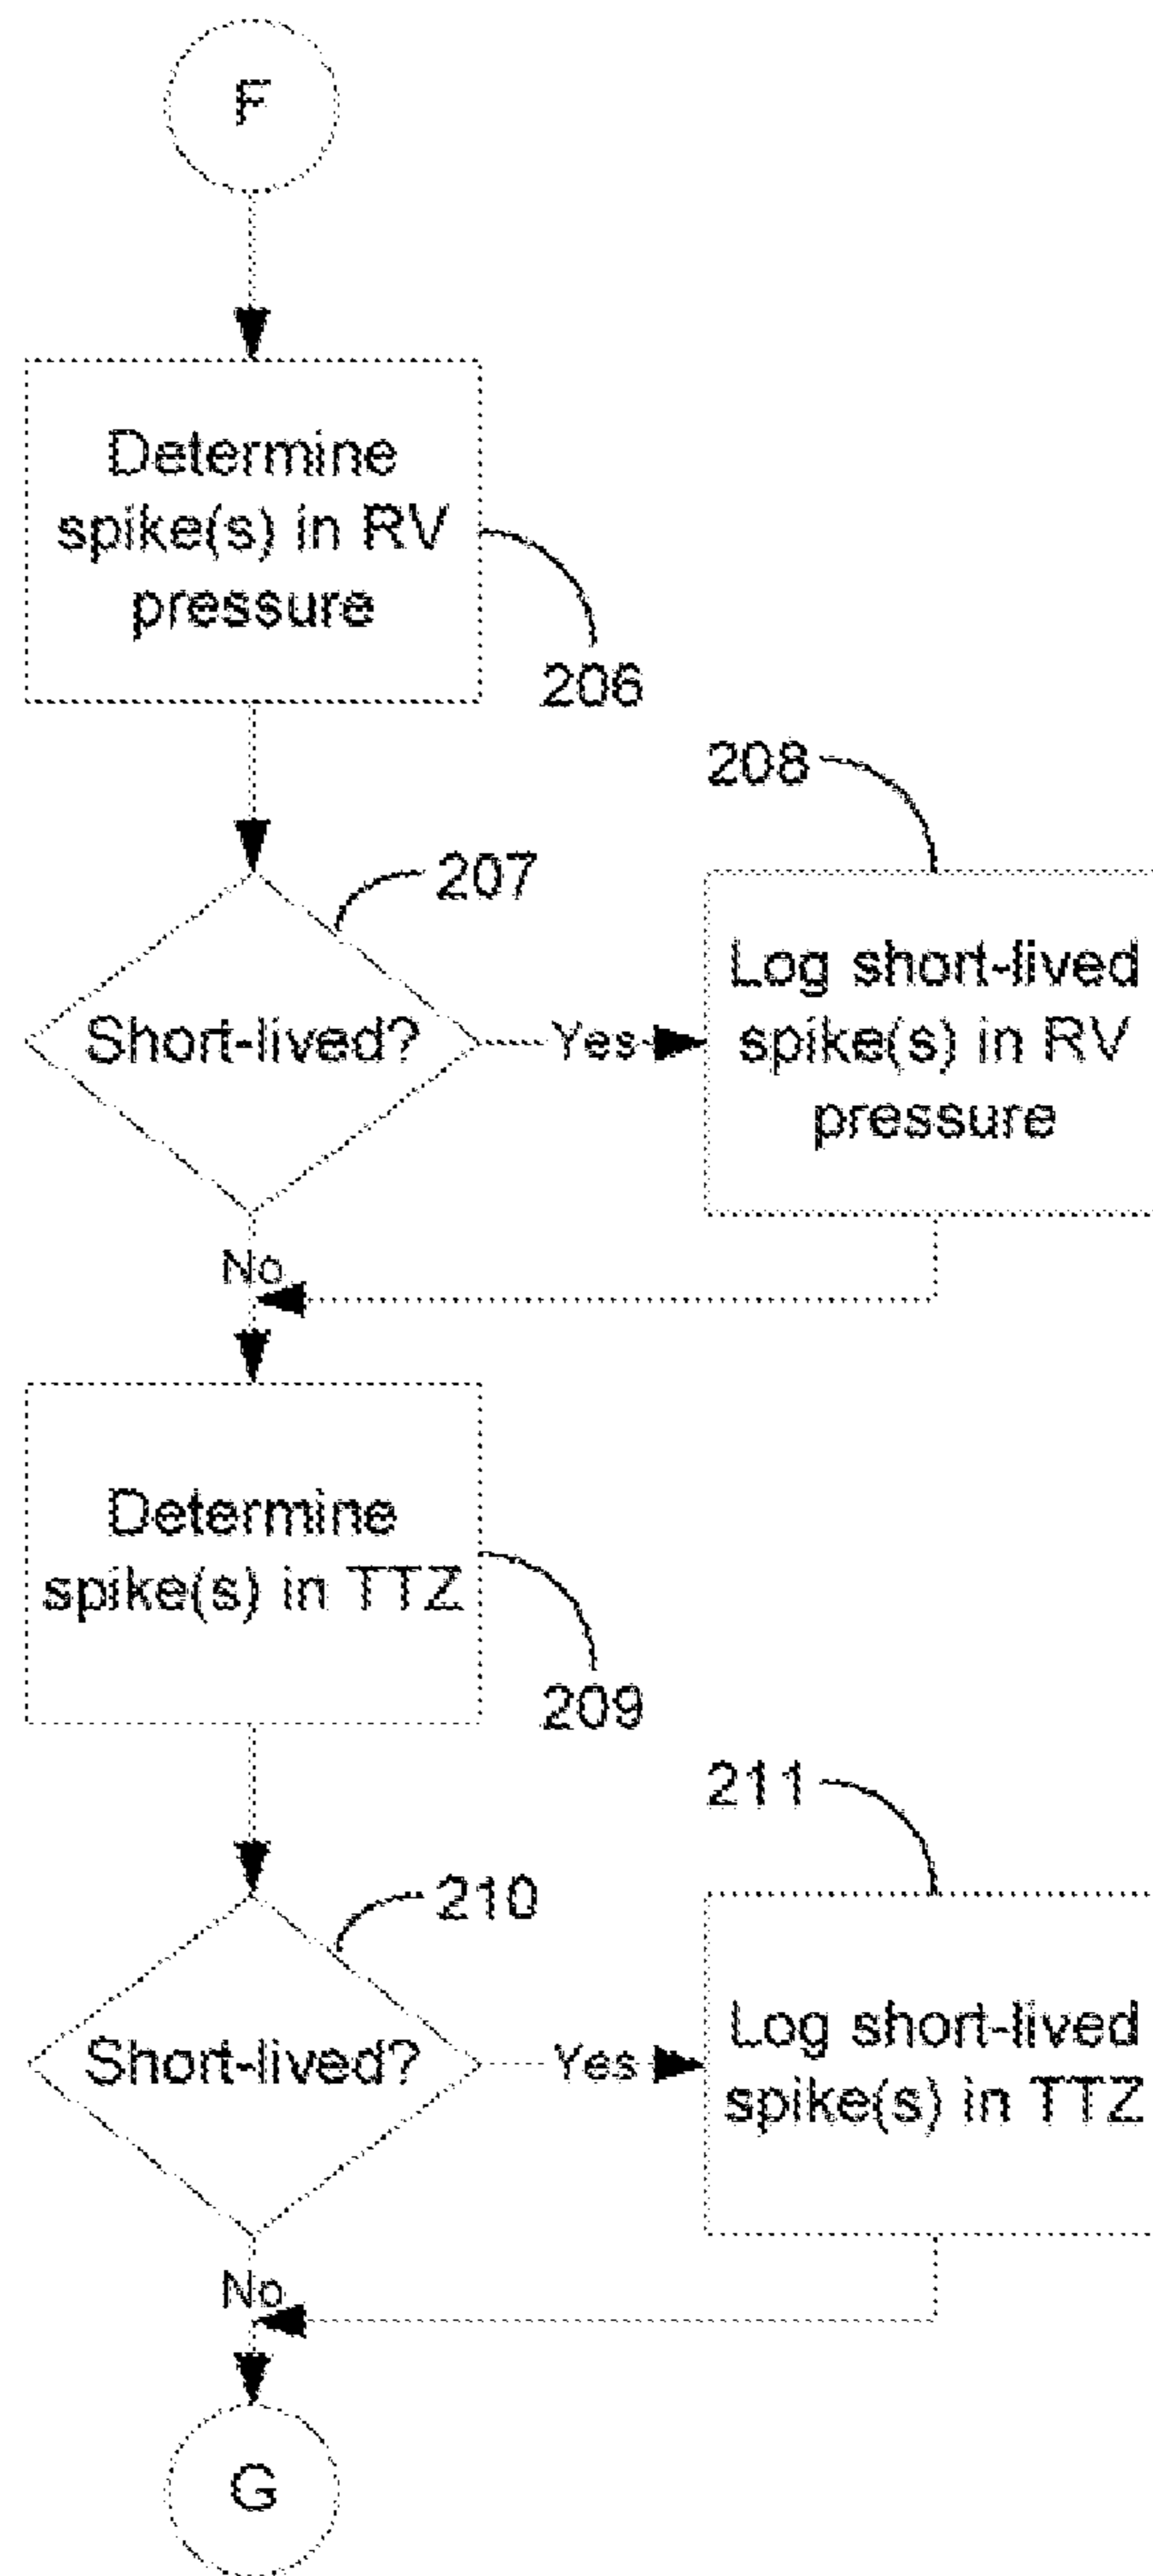 F
Determine
spike(s) in RV
pressure
206
208
207
Short-lived?
Yes
Log short-lived
spike(s) in RV
pressure
No
Determine
spike(s) in TTZ
209
211
210
Short-lived?
Yes
Log short-lived
spike(s) in TTZ
No
G